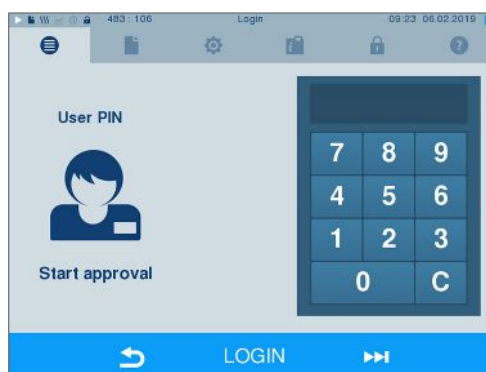 483 : 106 Login 09:23 06.02.2019
User PIN
Start approval
7 8 9
4 5 6
1 2 3
0 C
LOGIN